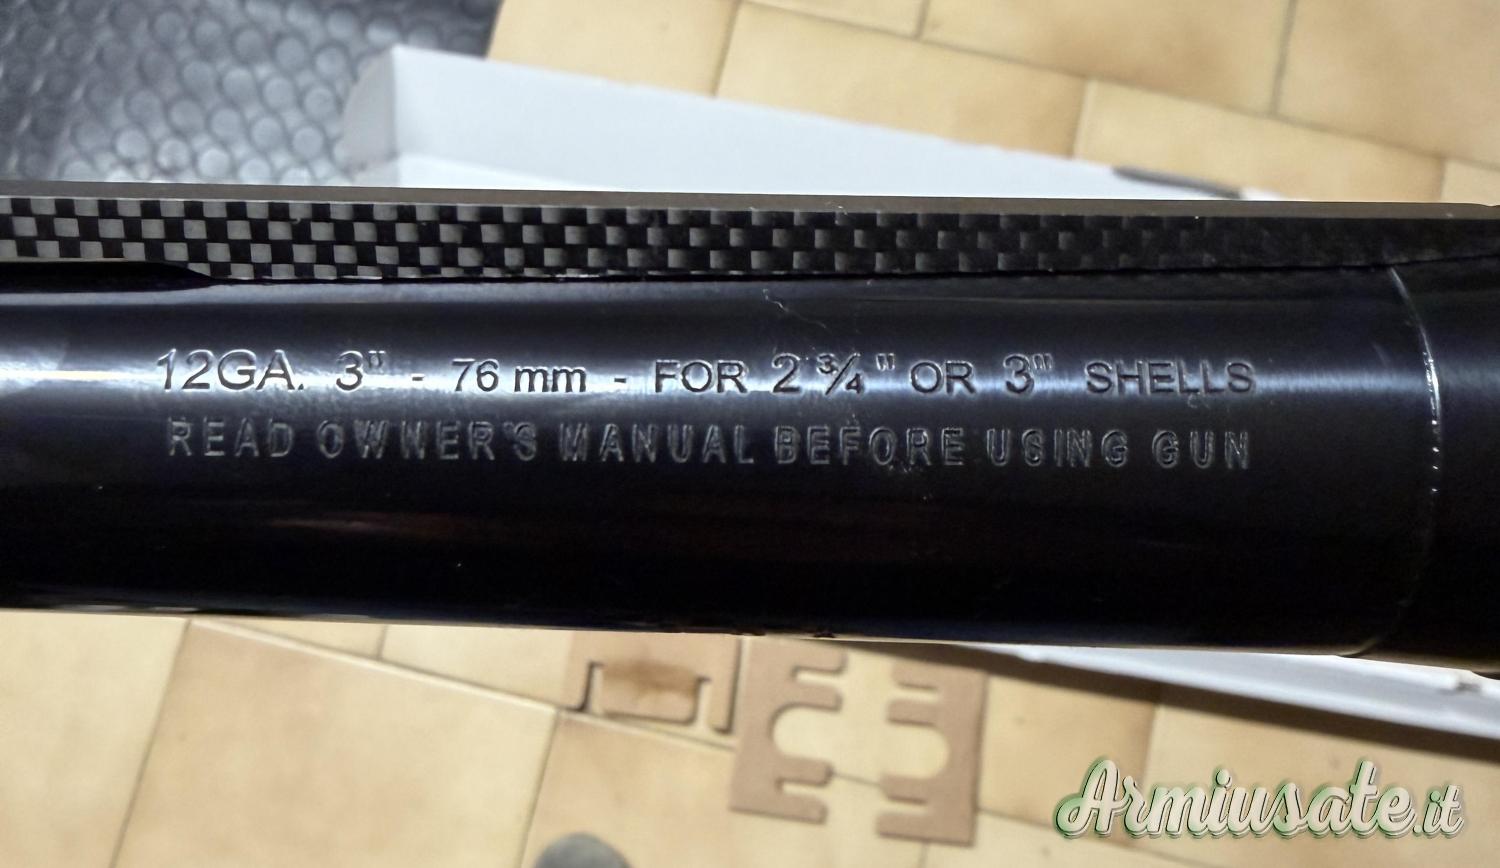 12GA. 3" - 76 mm - FOR 2 ¾" OR 3" SHELLS
READ OWNER'S MANUAL BEFORE USING GUN
Armiusate.it